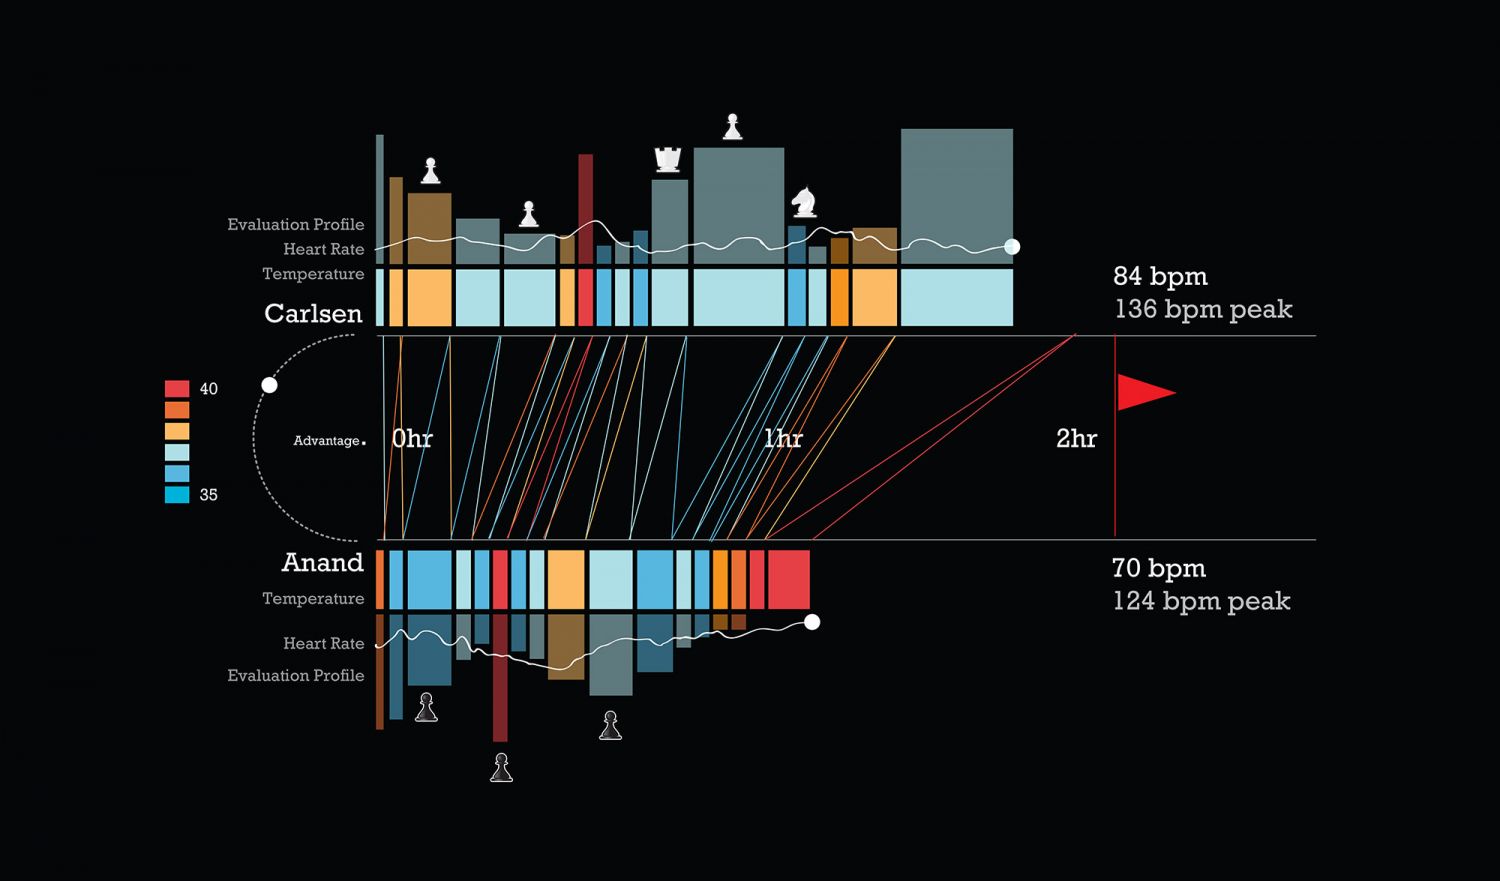 Evaluation Profile
Heart Rate
Temperature
Carlsen
84 bpm
136 bpm peak
40
35
Advantage.
0hr
1hr
2hr
Anand
Temperature
Heart Rate
Evaluation Profile
70 bpm
124 bpm peak